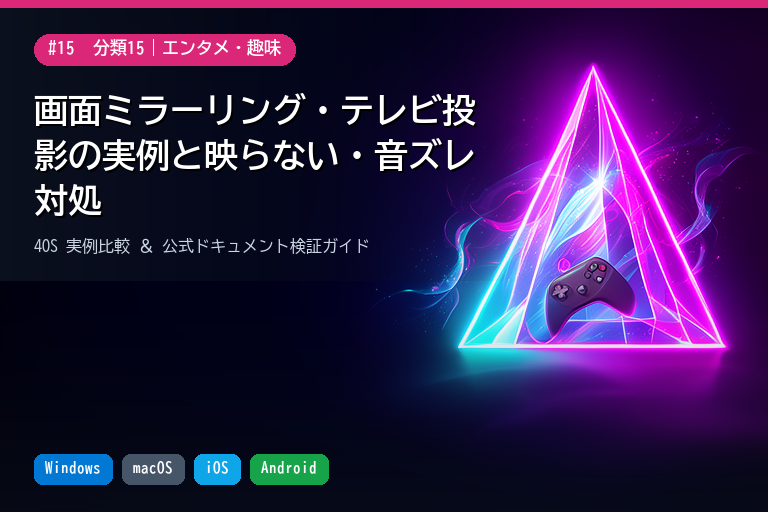 #15 分類15｜エンタメ・趣味
画面ミラーリング・テレビ投
影の実例と映らない・音ズレ
対処
4OS 実例比較 ＆ 公式ドキュメント検証ガイド
Windows macOS iOS Android